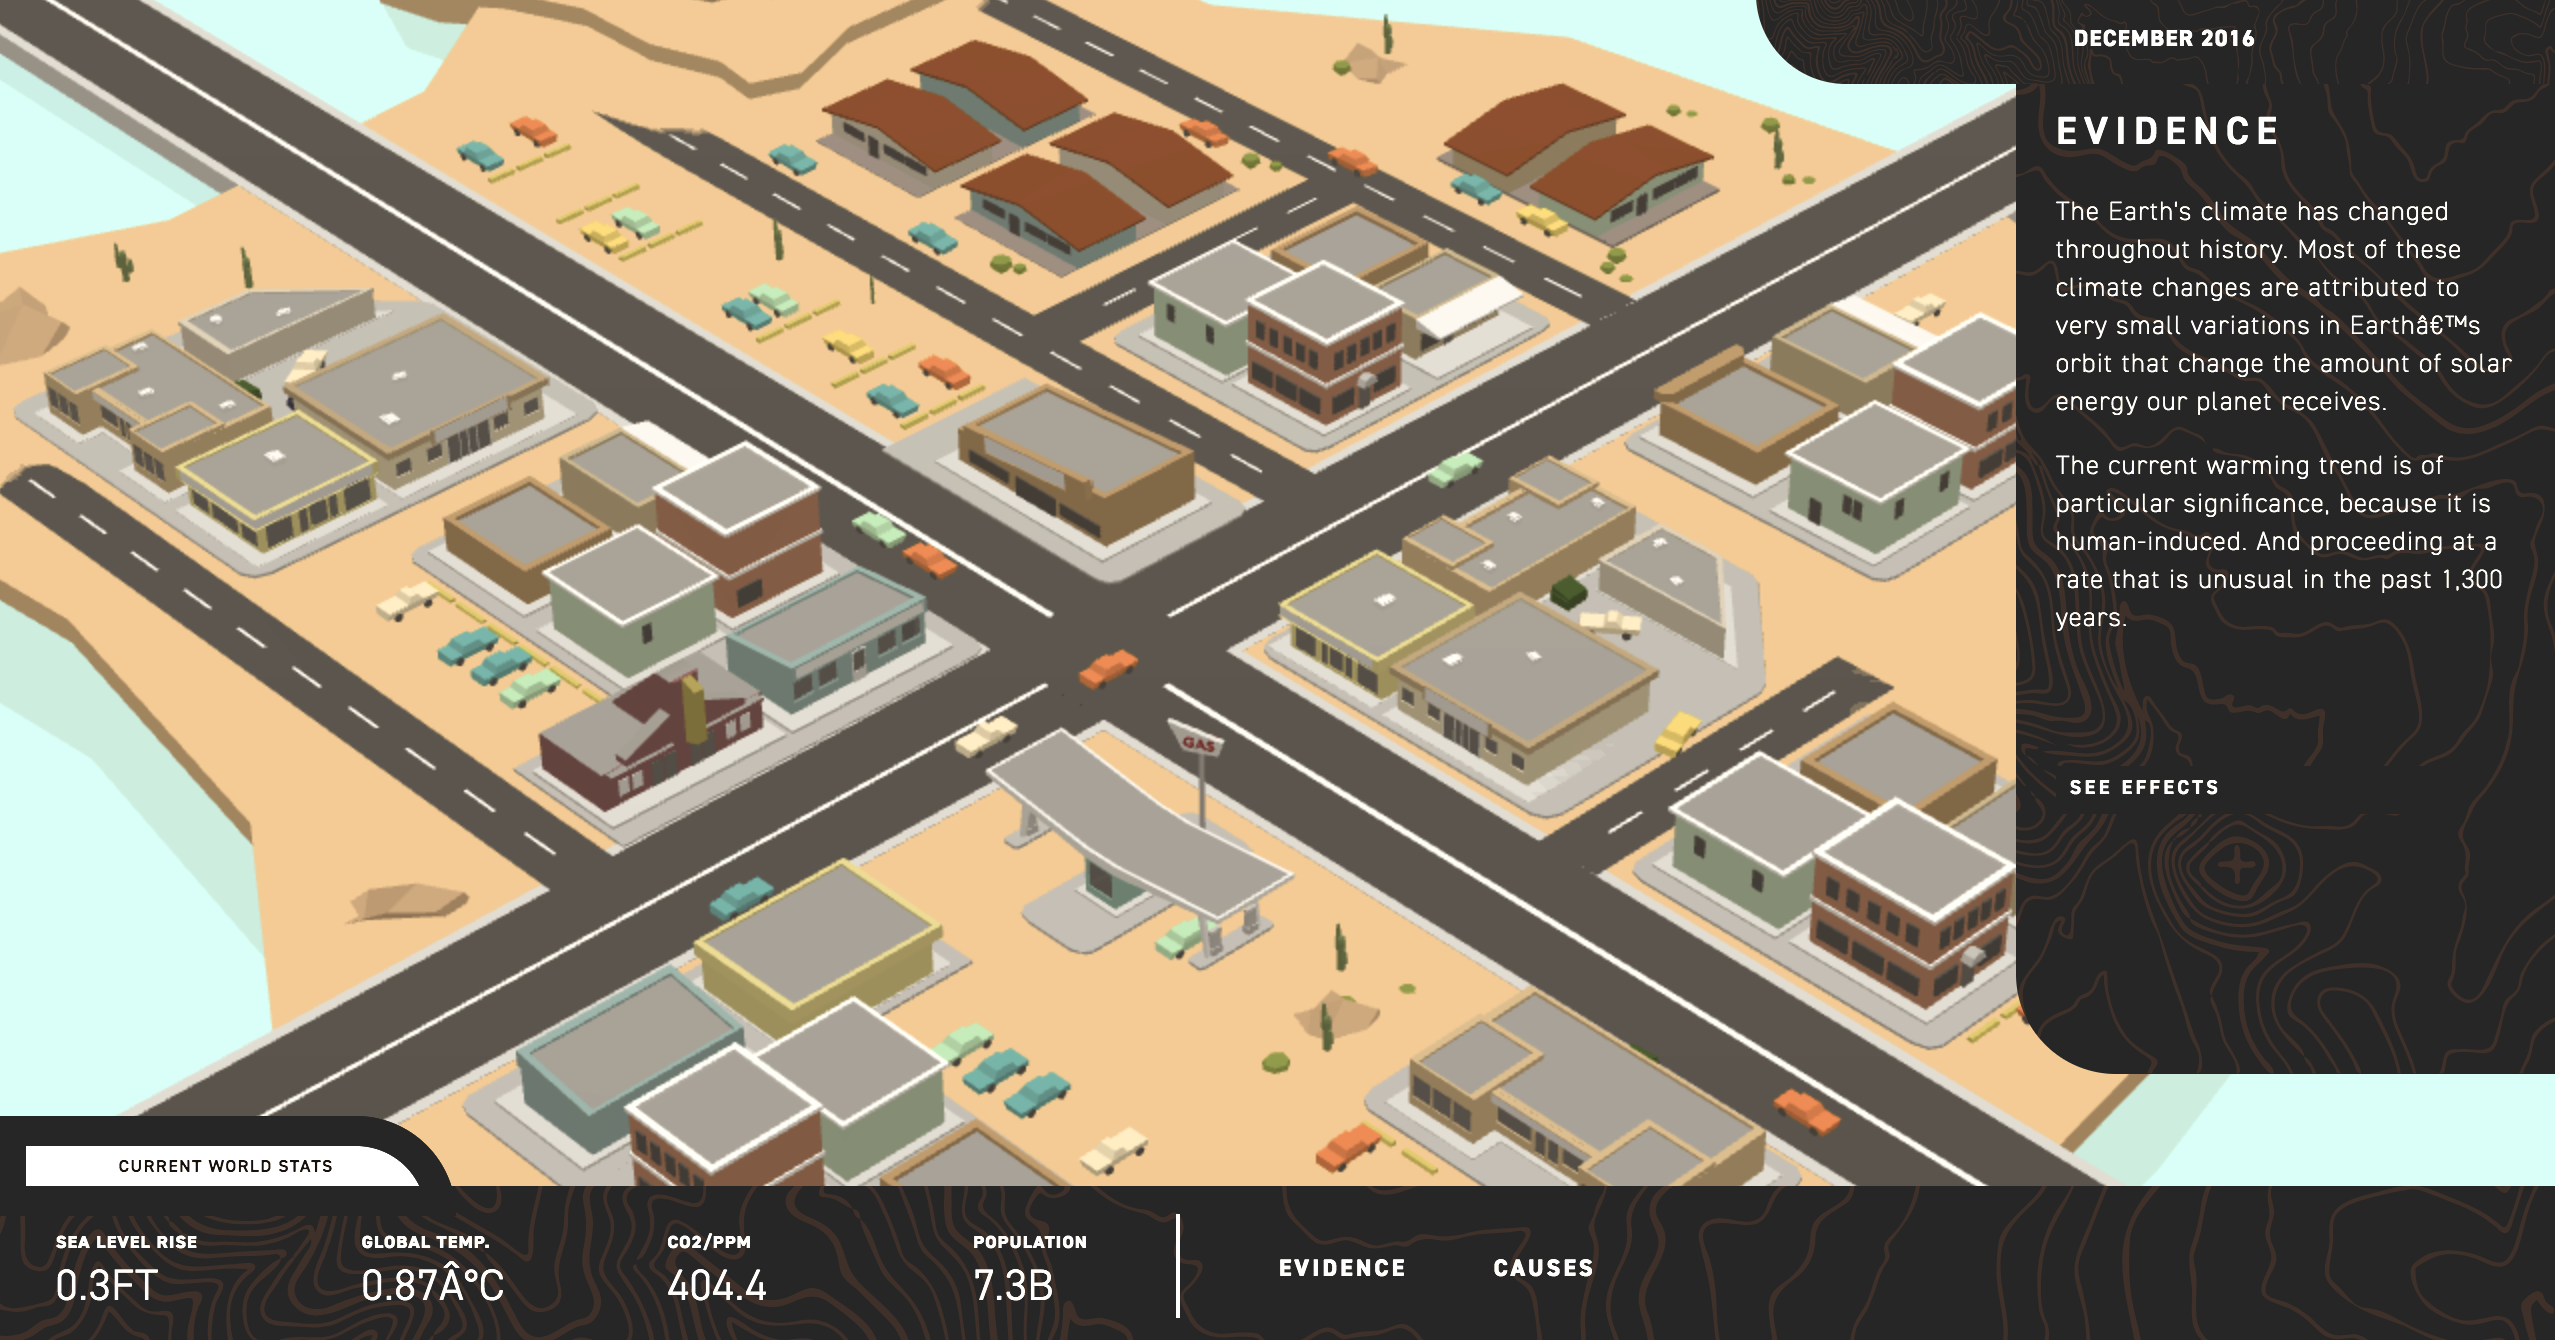 DECEMBER 2016
EVIDENCE
The Earth's climate has changed
throughout history. Most of these
climate changes are attributed to
very small variations in Earthâ€™s
orbit that change the amount of solar
energy our planet receives.
The current warming trend is of
particular significance, because it is
human-induced. And proceeding at a
rate that is unusual in the past 1,300
years.
SEE EFFECTS
GAS
CURRENT WORLD STATS
SEA LEVEL RISE
0.3FT
GLOBAL TEMP.
0.87Â°C
CO2/PPM
404.4
POPULATION
7.3B
EVIDENCE
CAUSES